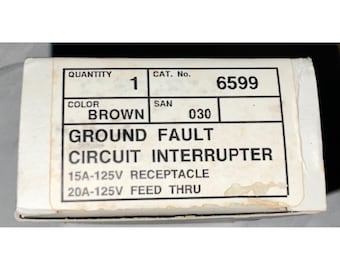 QUANTITY 1 CAT. No. 6599
COLOR BROWN SAN 030
GROUND FAULT
CIRCUIT INTERRUPTER
15A-125V RECEPTACLE
20A-125V FEED THRU